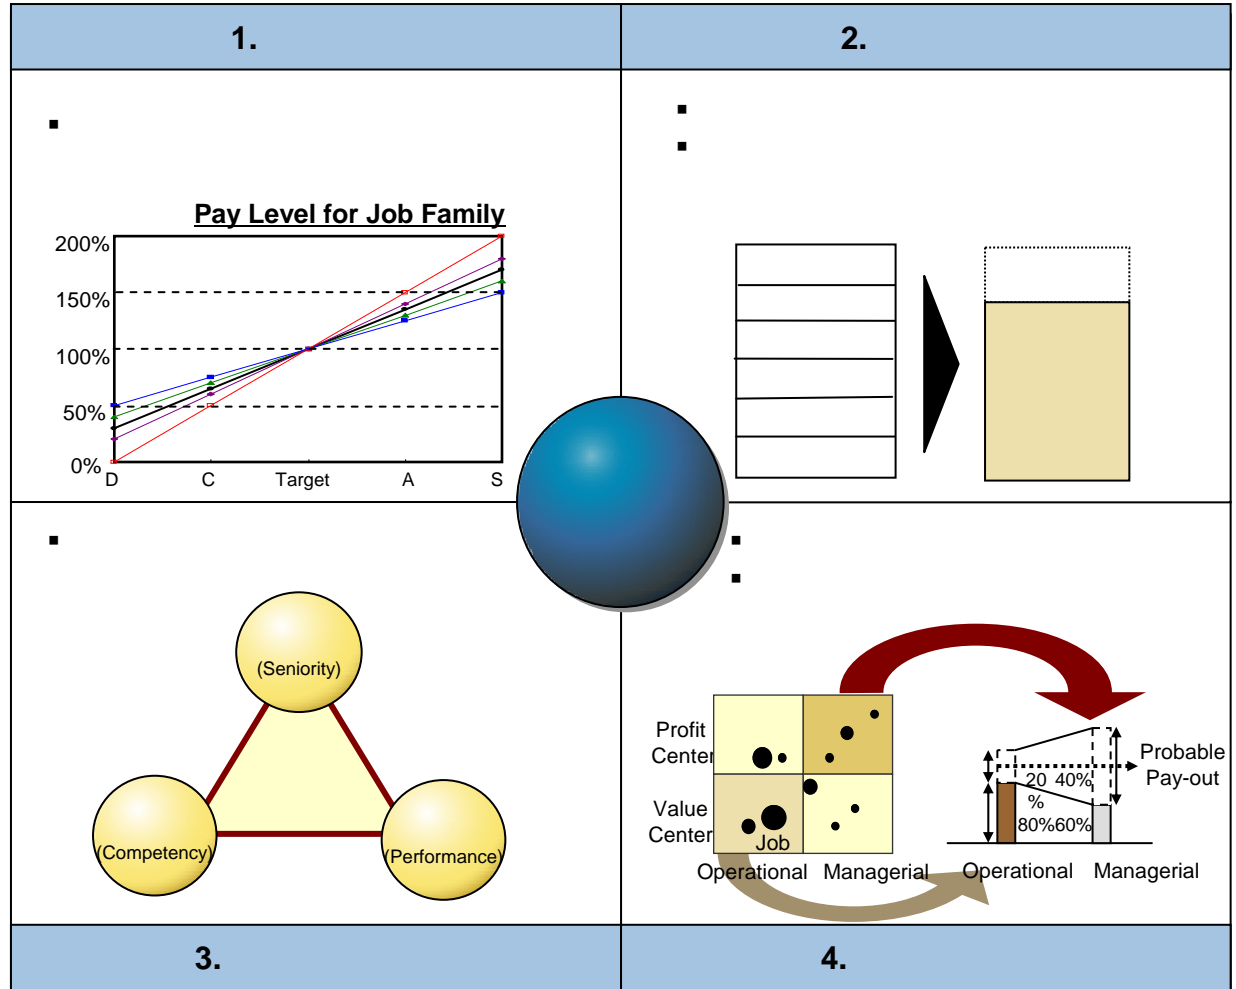 1.
2.
Pay Level for Job Family
200%
150%
100%
50%
0%
D C Target A S
(Seniority)
(Competency)
(Performance)
Profit
Center
Value
Center
Job
Operational Managerial
Probable
Pay-out
20 40%
%
80% 60%
Operational Managerial
3.
4.